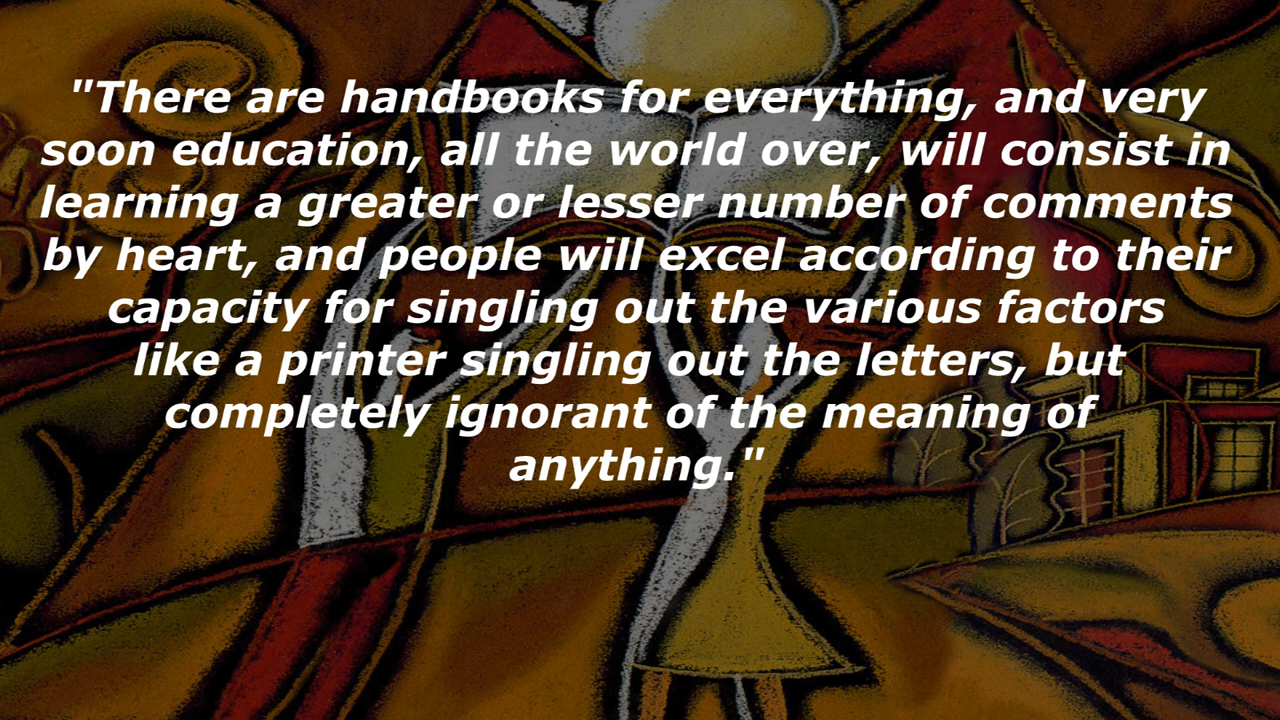 "There are handbooks for everything, and very
soon education, all the world over, will consist in
learning a greater or lesser number of comments
by heart, and people will excel according to their
capacity for singling out the various factors
like a printer singling out the letters, but
completely ignorant of the meaning of
anything."